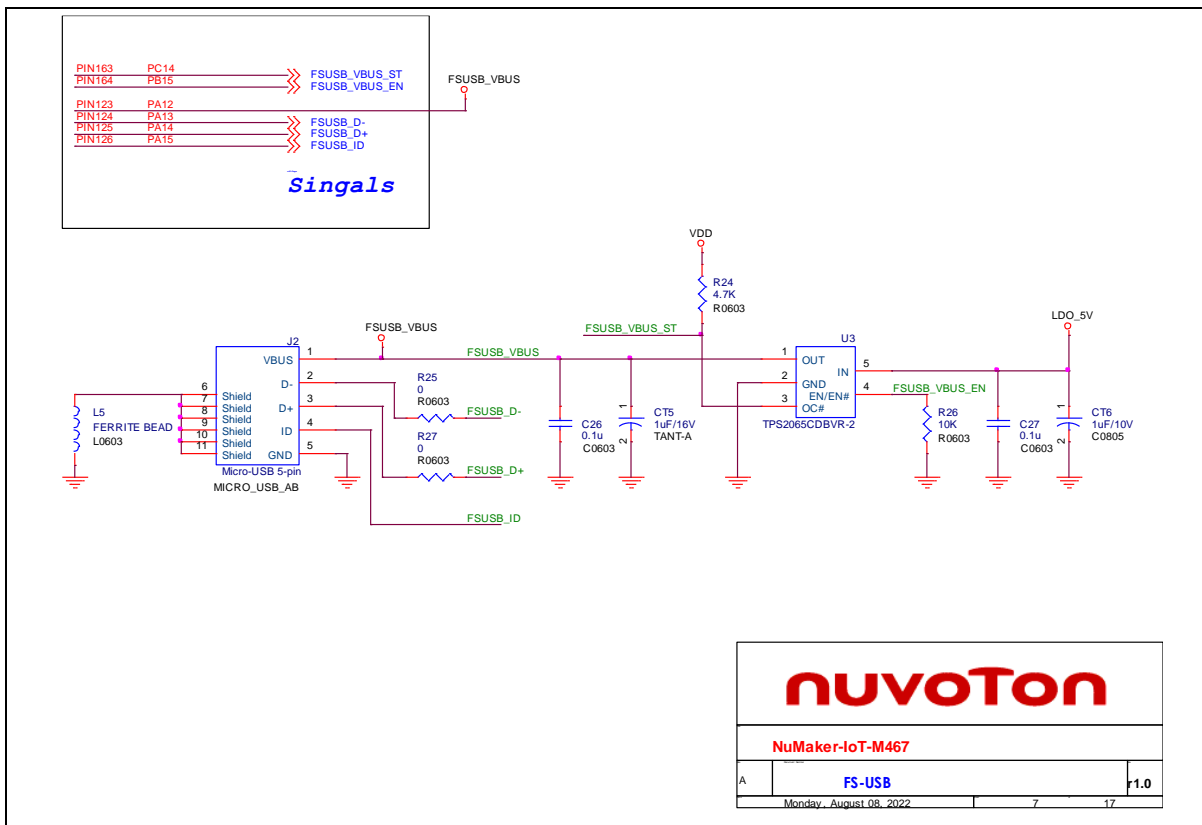 PIN163 PC14 FSUSB_VBUS_ST
PIN164 PB15 FSUSB_VBUS_EN
FSUSB_VBUS
PIN123 PA12
PIN124 PA13 FSUSB_D-
PIN125 PA14 FSUSB_D+
PIN126 PA15 FSUSB_ID
Singals
VDD
R24
4.7K
R0603
FSUSB_VBUS
FSUSB_VBUS_ST
LDO_5V
J2
U3
VBUS 1
FSUSB_VBUS
1 OUT
IN 5
D- 2
2 GND
EN/EN# 4
FSUSB_VBUS_EN
R25
0
R0603
6 Shield
7 Shield
8 Shield
9 Shield
10 Shield
11 Shield
D+ 3
3 OC#
TPS2065CDBVR-2
FSUSB_D-
L5
FERRITE BEAD
L0603
ID 4
GND 5
R27
0
R0603
C26
0.1u
C0603
1
CT5
1uF/16V
TANT-A
2
R26
10K
R0603
C27
0.1u
C0603
1
CT6
1uF/10V
C0805
2
Micro-USB 5-pin
MICRO_USB_AB
FSUSB_D+
FSUSB_ID
nuvoTon
NuMaker-IoT-M467
A FS-USB r1.0
Monday, August 08, 2022 7 17